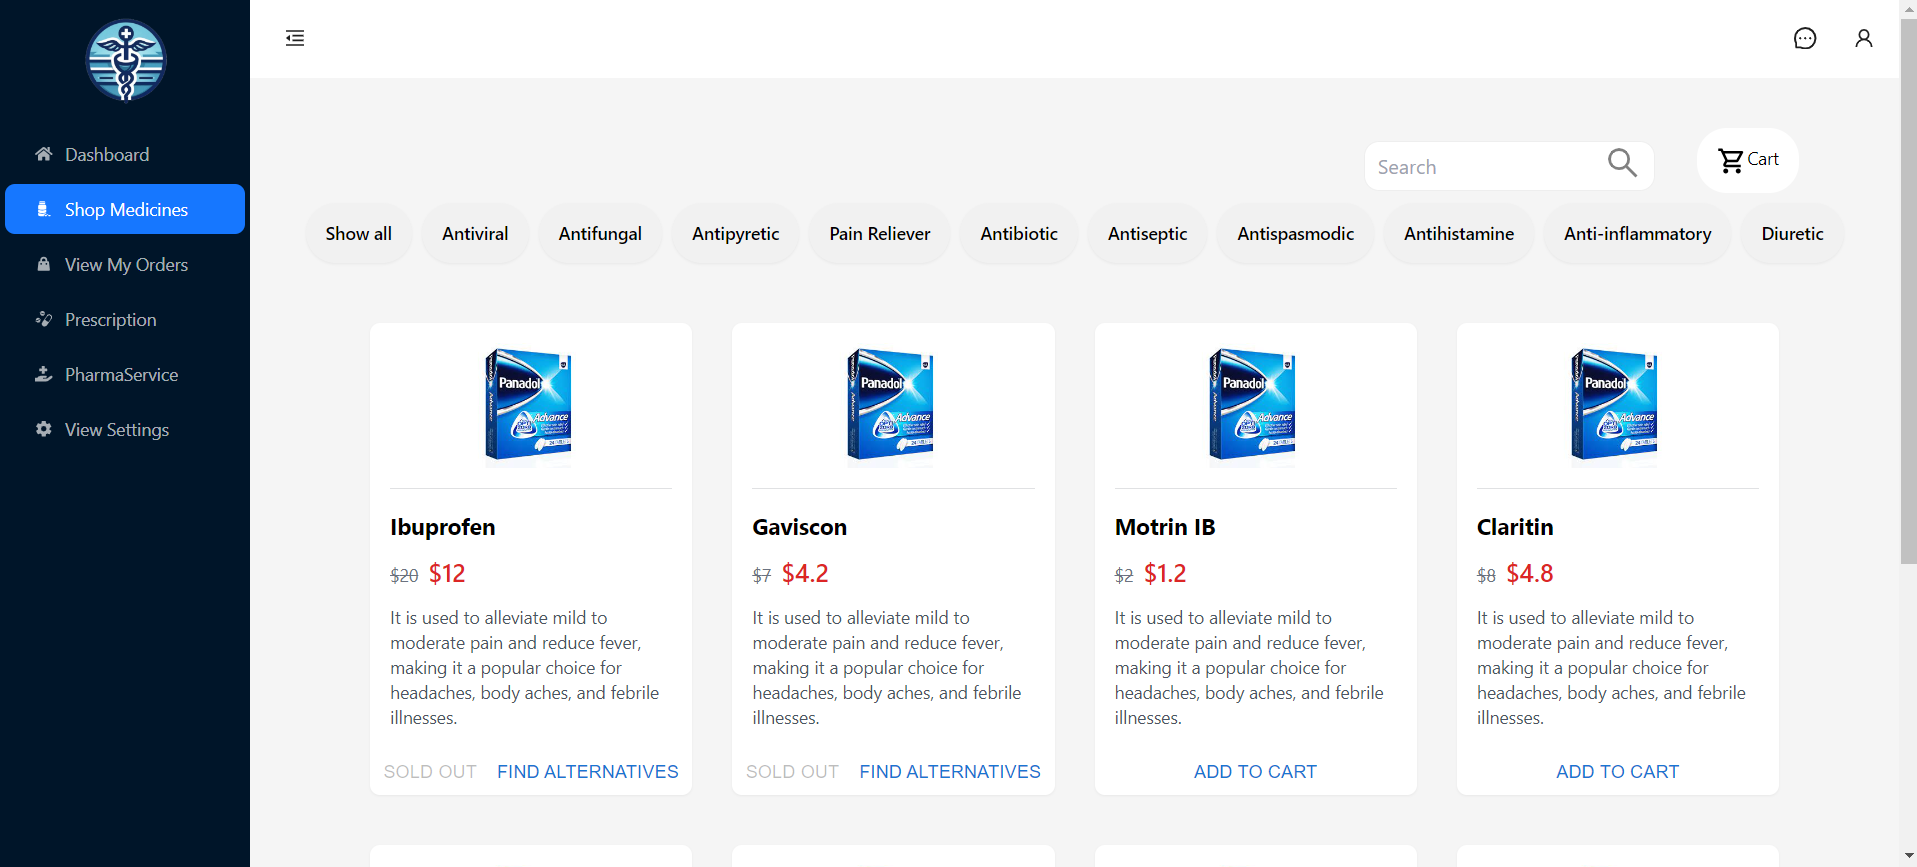 Dashboard
Shop Medicines
View My Orders
Prescription
PharmaService
View Settings
Search
Cart
Show all
Antiviral
Antifungal
Antipyretic
Pain Reliever
Antibiotic
Antiseptic
Antispasmodic
Antihistamine
Anti-inflammatory
Diuretic
Panadol
Advance
Ibuprofen
$20 $12
It is used to alleviate mild to
moderate pain and reduce fever,
making it a popular choice for
headaches, body aches, and febrile
illnesses.
SOLD OUT FIND ALTERNATIVES
Panadol
Advance
Gaviscon
$7 $4.2
It is used to alleviate mild to
moderate pain and reduce fever,
making it a popular choice for
headaches, body aches, and febrile
illnesses.
SOLD OUT FIND ALTERNATIVES
Panadol
Advance
Motrin IB
$2 $1.2
It is used to alleviate mild to
moderate pain and reduce fever,
making it a popular choice for
headaches, body aches, and febrile
illnesses.
ADD TO CART
Panadol
Advance
Claritin
$8 $4.8
It is used to alleviate mild to
moderate pain and reduce fever,
making it a popular choice for
headaches, body aches, and febrile
illnesses.
ADD TO CART